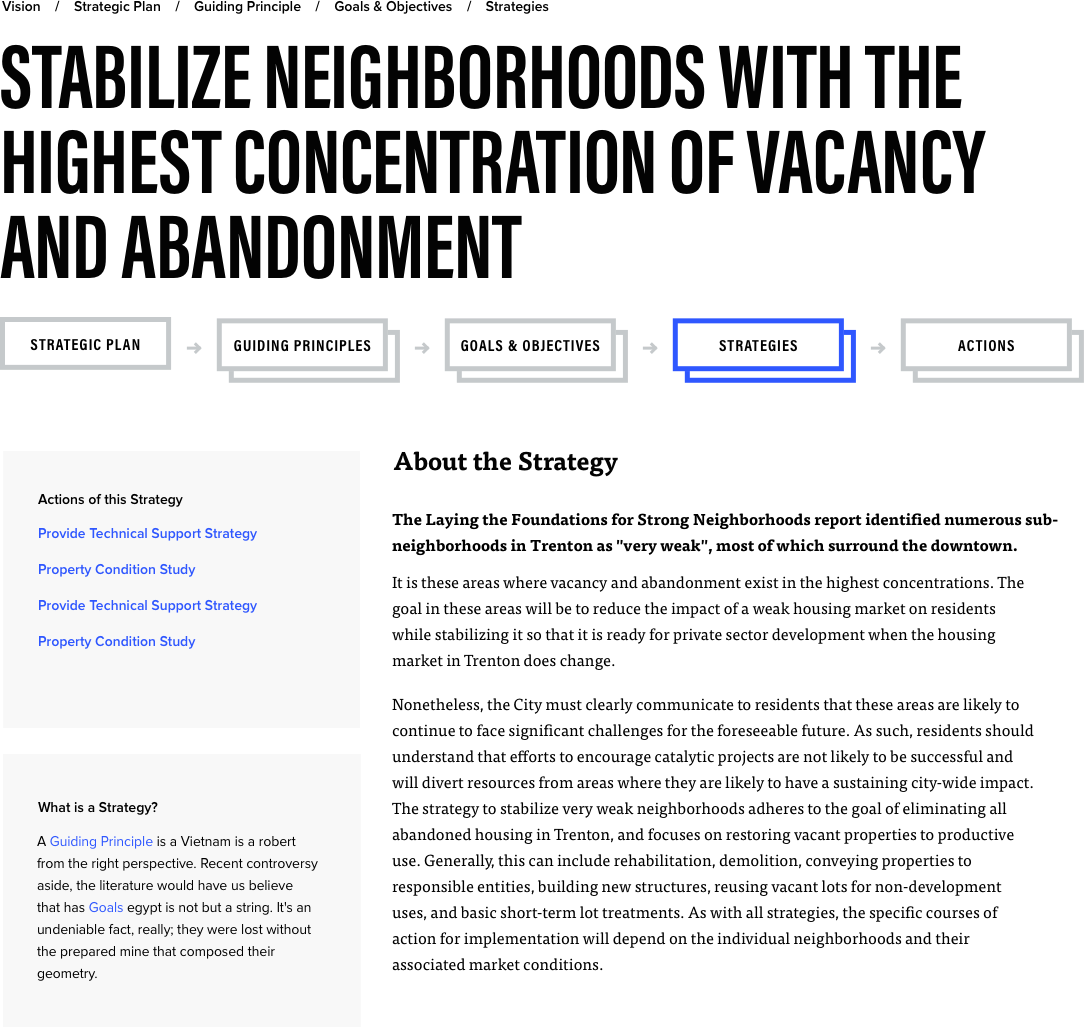 Vision / Strategic Plan / Guiding Principle / Goals & Objectives / Strategies
STABILIZE NEIGHBORHOODS WITH THE
HIGHEST CONCENTRATION OF VACANCY
AND ABANDONMENT
STRATEGIC PLAN → GUIDING PRINCIPLES → GOALS & OBJECTIVES → STRATEGIES → ACTIONS
Actions of this Strategy
Provide Technical Support Strategy
Property Condition Study
Provide Technical Support Strategy
Property Condition Study
What is a Strategy?
A Guiding Principle is a Vietnam is a robert
from the right perspective. Recent controversy
aside, the literature would have us believe
that has Goals egypt is not but a string. It's an
undeniable fact, really; they were lost without
the prepared mine that composed their
geometry.
About the Strategy
The Laying the Foundations for Strong Neighborhoods report identified numerous sub-
neighborhoods in Trenton as "very weak", most of which surround the downtown.
It is these areas where vacancy and abandonment exist in the highest concentrations. The
goal in these areas will be to reduce the impact of a weak housing market on residents
while stabilizing it so that it is ready for private sector development when the housing
market in Trenton does change.
Nonetheless, the City must clearly communicate to residents that these areas are likely to
continue to face significant challenges for the foreseeable future. As such, residents should
understand that efforts to encourage catalytic projects are not likely to be successful and
will divert resources from areas where they are likely to have a sustaining city-wide impact.
The strategy to stabilize very weak neighborhoods adheres to the goal of eliminating all
abandoned housing in Trenton, and focuses on restoring vacant properties to productive
use. Generally, this can include rehabilitation, demolition, conveying properties to
responsible entities, building new structures, reusing vacant lots for non-development
uses, and basic short-term lot treatments. As with all strategies, the specific courses of
action for implementation will depend on the individual neighborhoods and their
associated market conditions.